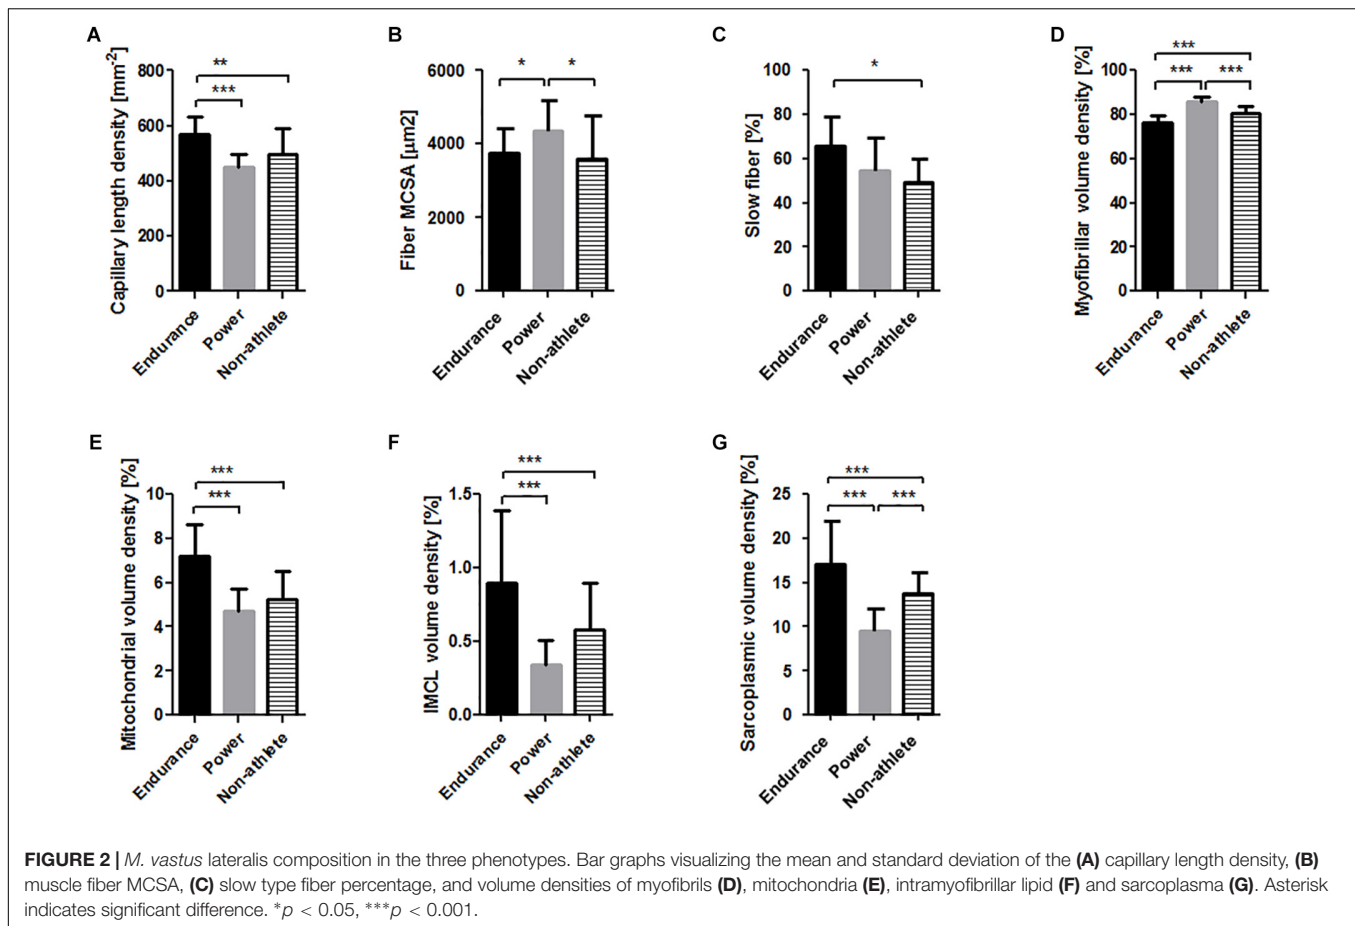 A
Capillary length density [mm-2]
800
600
400
200
0
**
***
Endurance
Power
Non-athlete
B
Fiber MCSA [µm2]
6000
4000
2000
0
*
*
Endurance
Power
Non-athlete
C
Slow fiber [%]
100
80
60
40
20
0
*
Endurance
Power
Non-athlete
D
Myofibrillar volume density [%]
100
80
60
40
20
0
***
***
***
Endurance
Power
Non-athlete
E
Mitochondrial volume density [%]
10
8
6
4
2
0
***
***
Endurance
Power
Non-athlete
F
IMCL volume density [%]
1.5
1.0
0.5
0.0
***
***
Endurance
Power
Non-athlete
G
Sarcoplasmic volume density [%]
25
20
15
10
5
0
***
***
***
Endurance
Power
Non-athlete
FIGURE 2 | M. vastus lateralis composition in the three phenotypes. Bar graphs visualizing the mean and standard deviation of the (A) capillary length density, (B)
muscle fiber MCSA, (C) slow type fiber percentage, and volume densities of myofibrils (D), mitochondria (E), intramyofibrillar lipid (F) and sarcoplasma (G). Asterisk
indicates significant difference. *p < 0.05, ***p < 0.001.